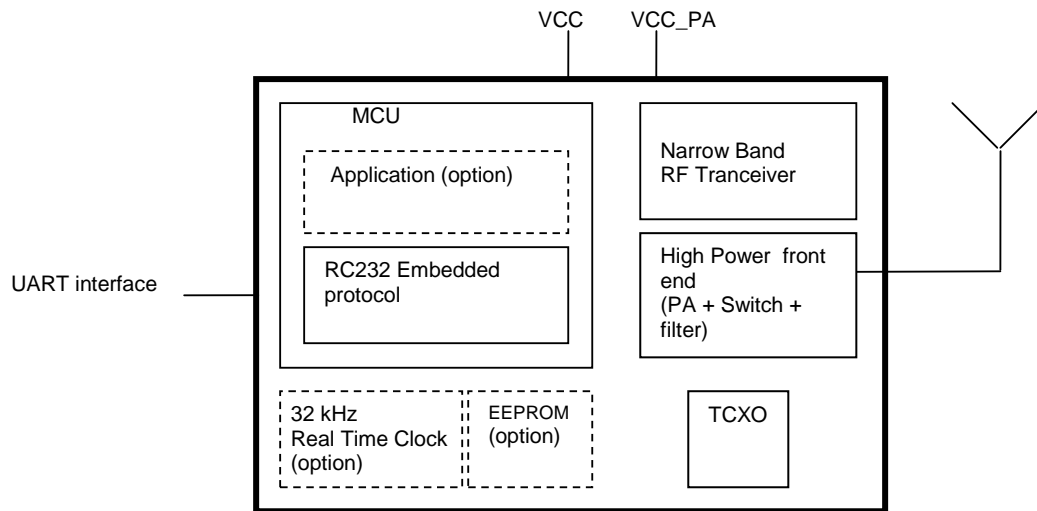 VCC
VCC_PA
MCU
Application (option)
RC232 Embedded
protocol
Narrow Band
RF Tranceiver
High Power front
end
(PA + Switch +
filter)
UART interface
32 kHz
Real Time Clock
(option)
EEPROM
(option)
TCXO